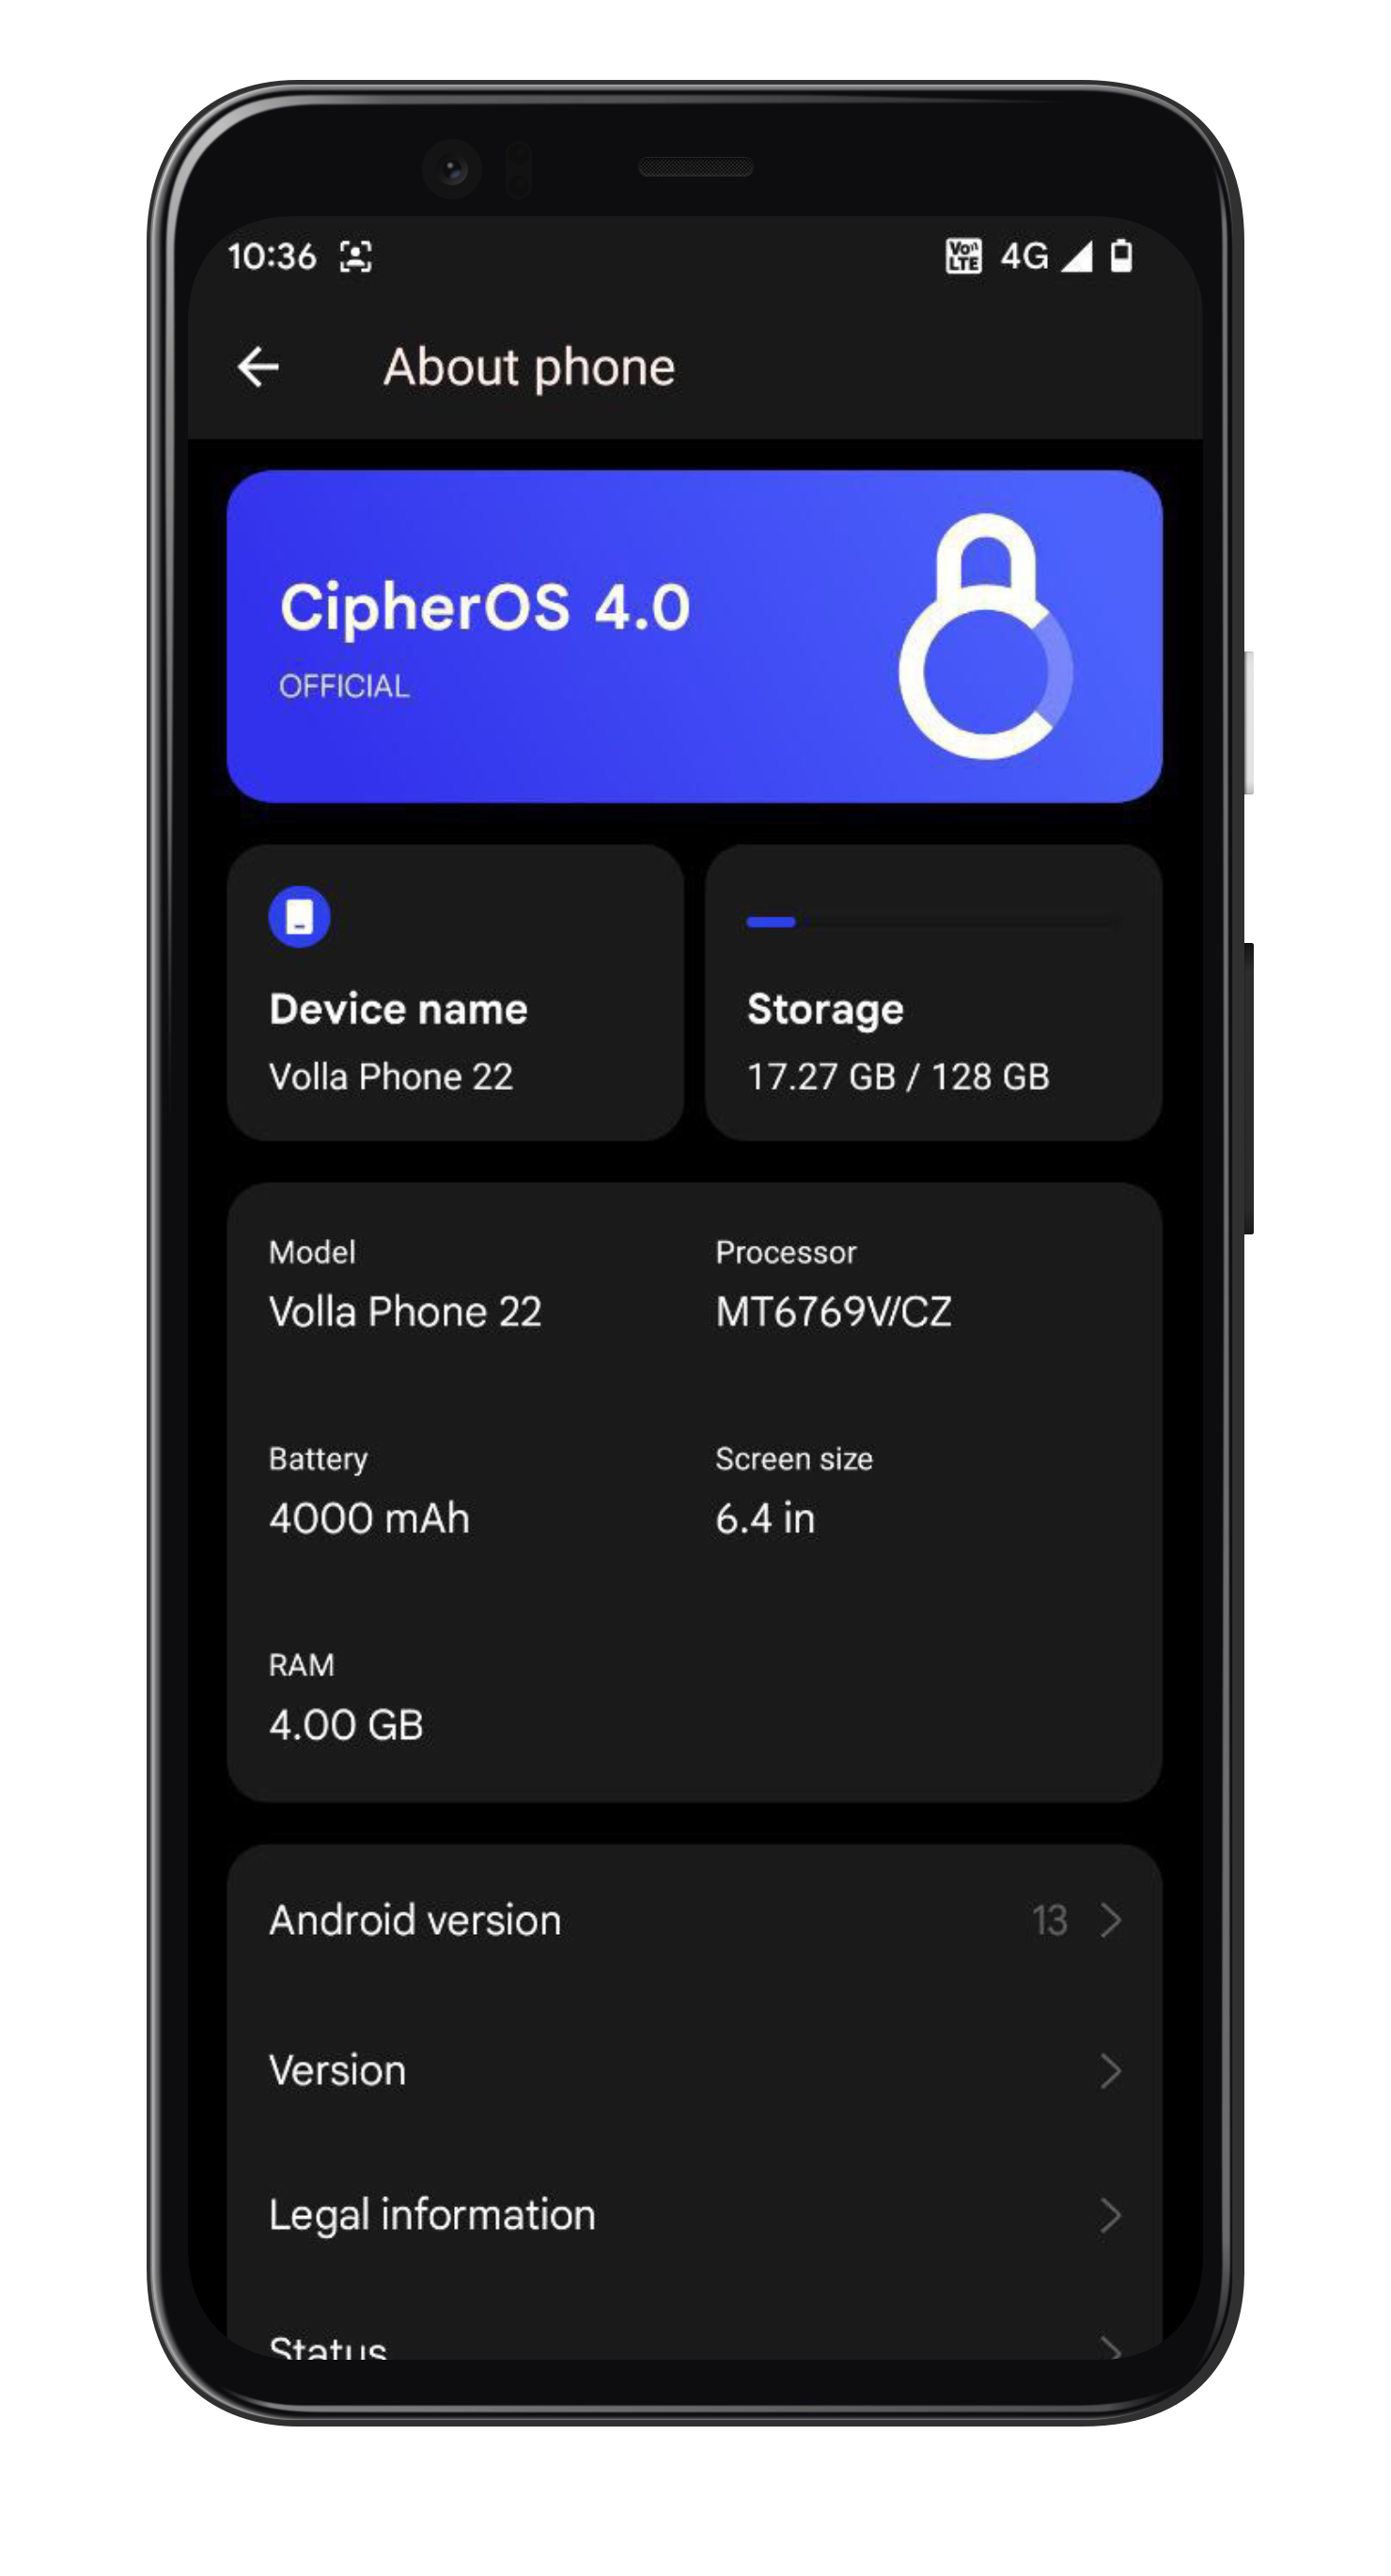 10:36 VoLTE 4G
About phone
CipherOS 4.0
OFFICIAL
Device name
Volla Phone 22
Storage
17.27 GB / 128 GB
Model
Volla Phone 22
Processor
MT6769V/CZ
Battery
4000 mAh
Screen size
6.4 in
RAM
4.00 GB
Android version 13
Version
Legal information
Status